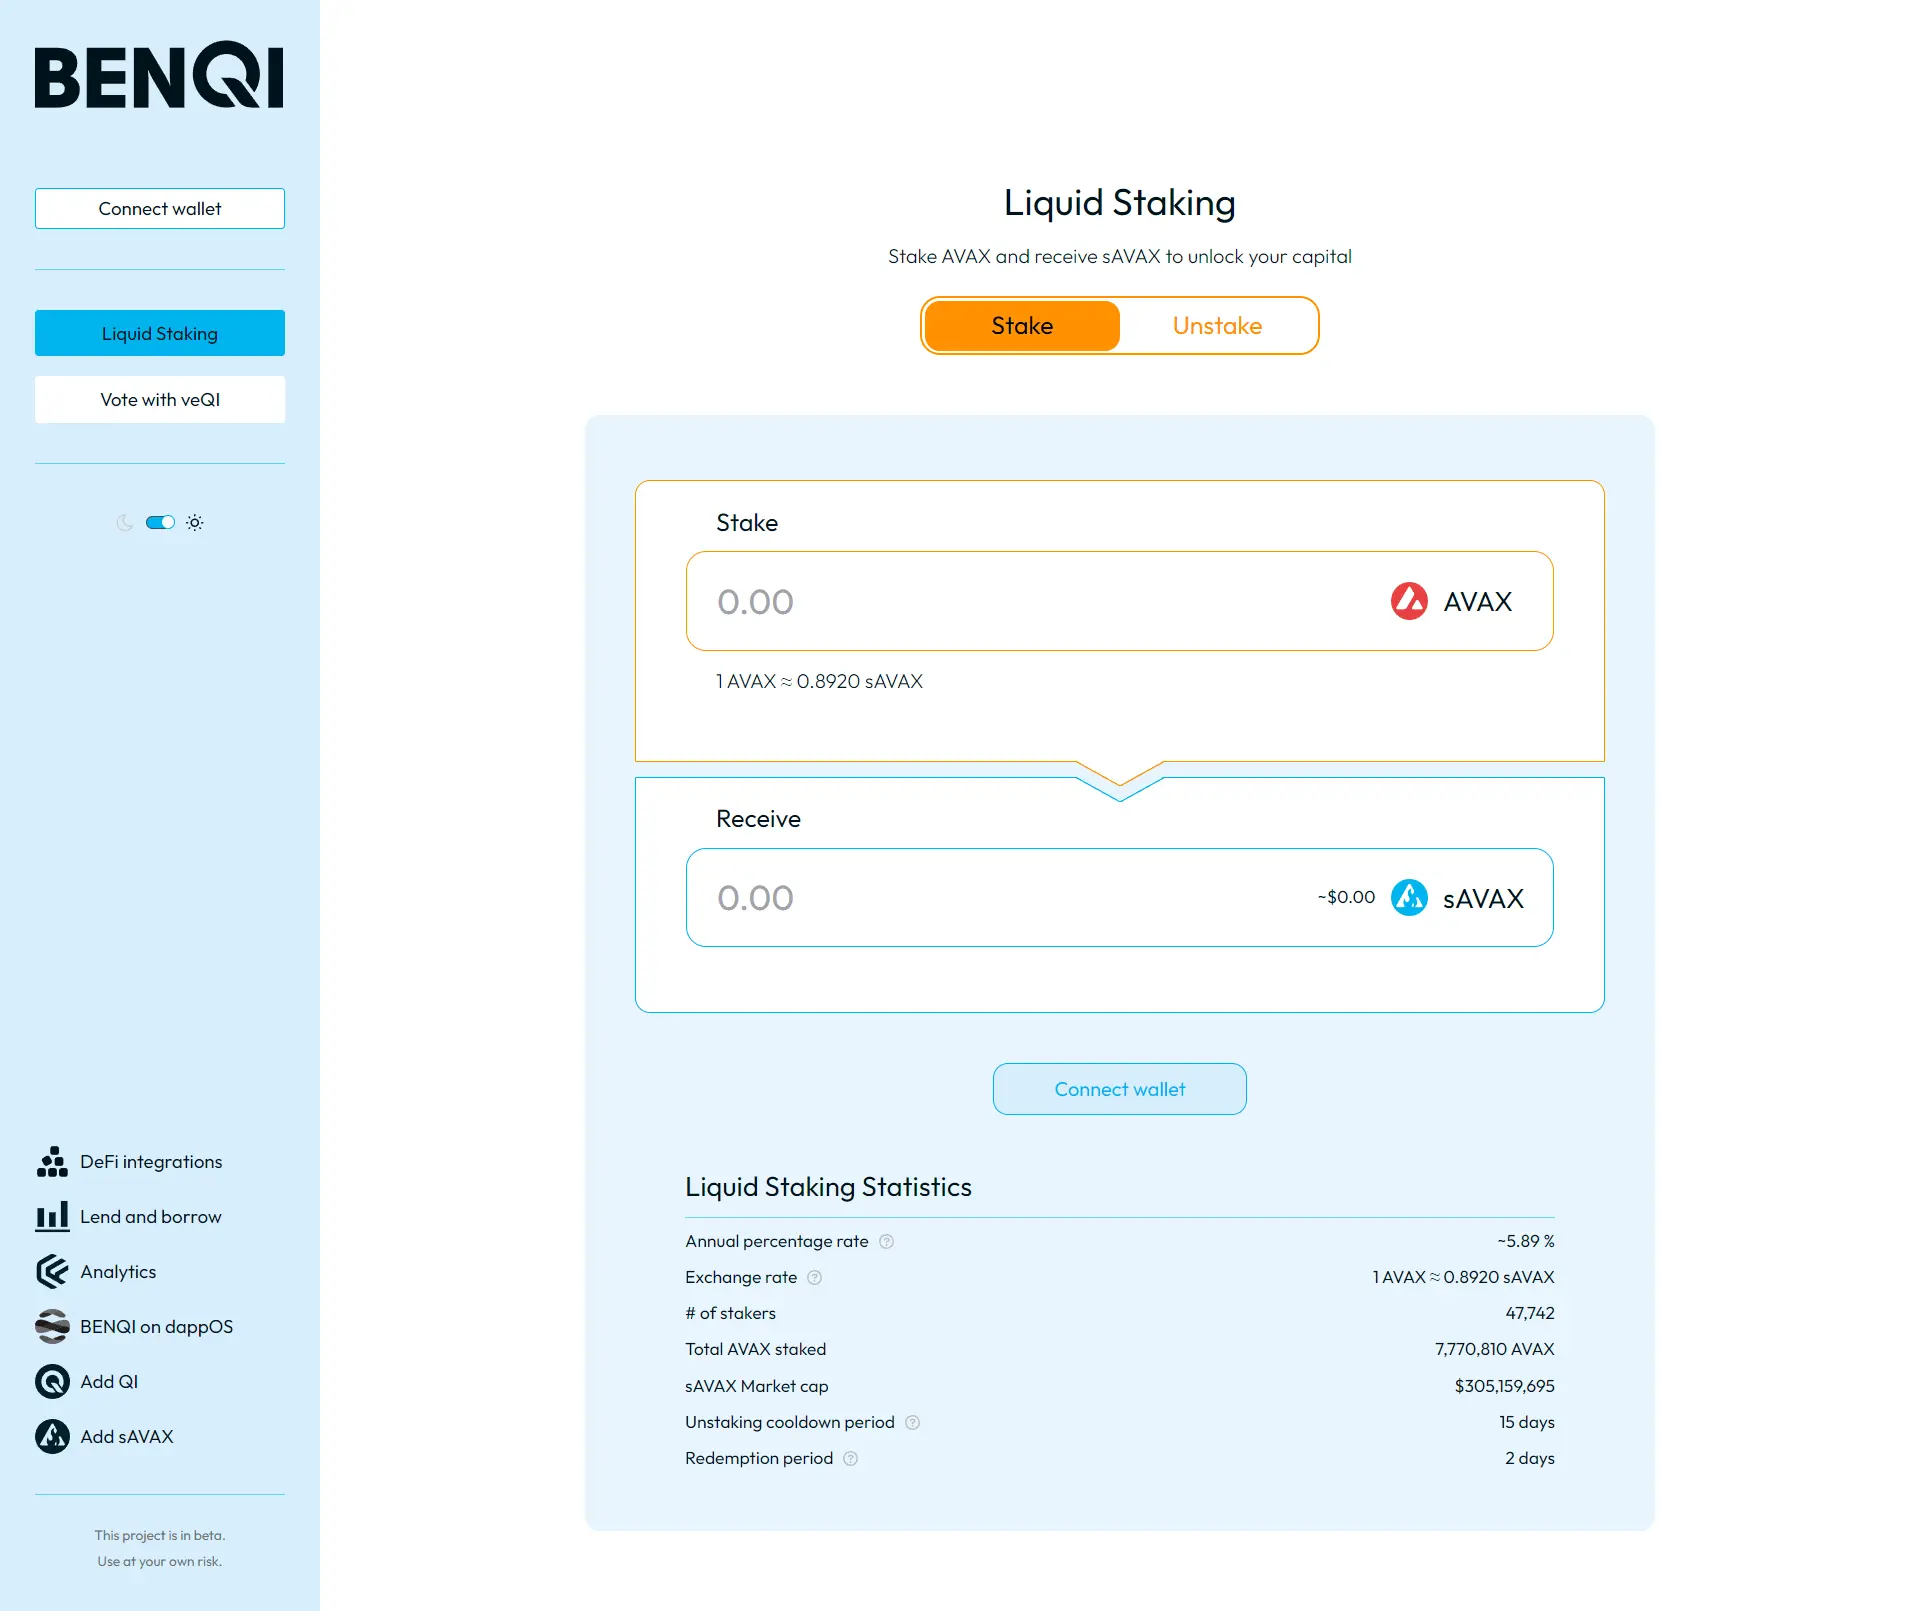 BENQI
Connect wallet
Liquid Staking
Vote with veQI
DeFi integrations
Lend and borrow
Analytics
BENQI on dappOS
Add QI
Add sAVAX
This project is in beta.
Use at your own risk.
Liquid Staking
Stake AVAX and receive sAVAX to unlock your capital
Stake Unstake
Stake
0.00 AVAX
1 AVAX ≈ 0.8920 sAVAX
Receive
0.00 ~$0.00 sAVAX
Connect wallet
Liquid Staking Statistics
Annual percentage rate ~5.89 %
Exchange rate 1 AVAX ≈ 0.8920 sAVAX
# of stakers 47,742
Total AVAX staked 7,770,810 AVAX
sAVAX Market cap $305,159,695
Unstaking cooldown period 15 days
Redemption period 2 days